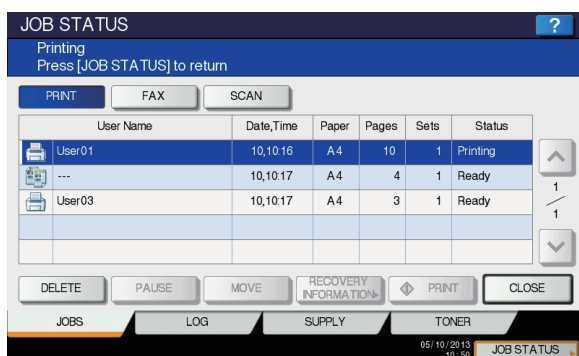 JOB STATUS ?
Printing
Press [JOB STATUS] to return
PRINT FAX SCAN
User Name Date,Time Paper Pages Sets Status
User01 10,10:16 A4 10 1 Printing
--- 10,10:17 A4 4 1 Ready
User03 10,10:17 A4 3 1 Ready
1
1
DELETE PAUSE MOVE RECOVERY INFORMATION PRINT CLOSE
JOBS LOG SUPPLY TONER
05/10/2013
10:50 JOB STATUS